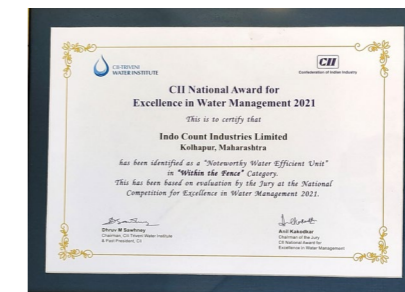 CII-TRIVENI
WATER INSTITUTE
CII
Confederation of Indian Industry
CII National Award for
Excellence in Water Management 2021
This is to certify that
Indo Count Industries Limited
Kolhapur, Maharashtra
has been identified as a "Noteworthy Water Efficient Unit"
in "Within the Fence" Category.
This has been based on evaluation by the Jury at the National
Competition for Excellence in Water Management 2021.
Dhruv M Sawhney
Chairman, CII Triveni Water Institute
& Past President, CII
Anil Kakodkar
Chairman of the Jury
CII National Award for
Excellence in Water Management